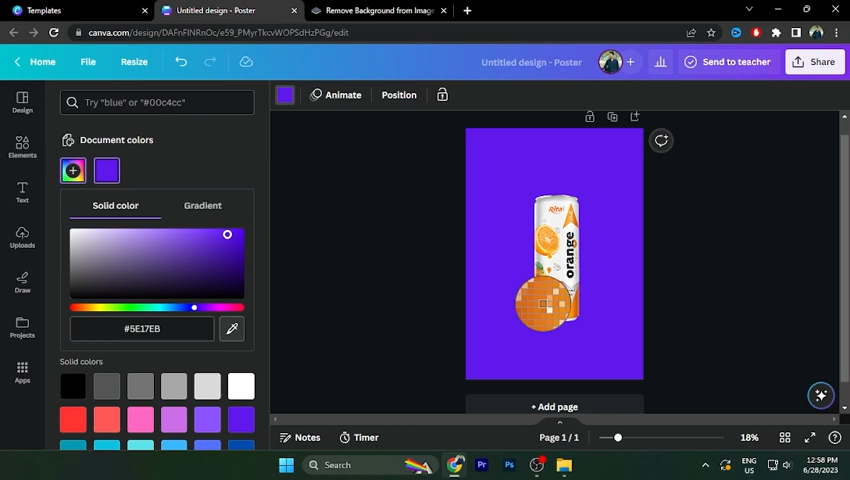 Templates
Untitled design - Poster
Remove Background from Imag
canva.com/design/DAFnFlNRnOc/e59_PMyrTkcvWOPSdHzPGg/edit
Home
File
Resize
Untitled design - Poster
Send to teacher
Share
Design
Elements
Text
Uploads
Draw
Projects
Apps
Try "blue" or "#00c4cc"
Document colors
Solid color
Gradient
#5E17EB
Solid colors
Animate
Position
Rita
orange
+ Add page
Notes
Timer
Page 1 / 1
18%
Search
ENG
US
12:58 PM
6/28/2023